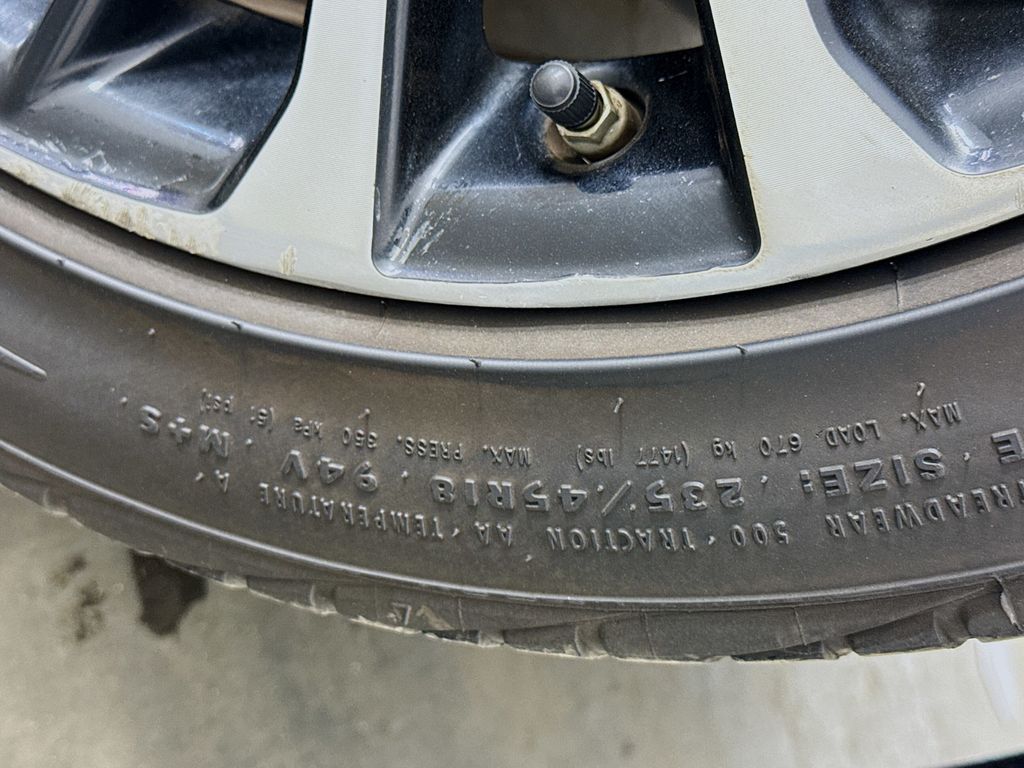 TREADWEAR 500 · TRACTION AA · TEMPERATURE A
E · SIZE: 235/45R18 · 94V · M+S ·
MAX. LOAD 670 kg (1477 lbs) MAX. PRESS. 350 kPa (51 psi)